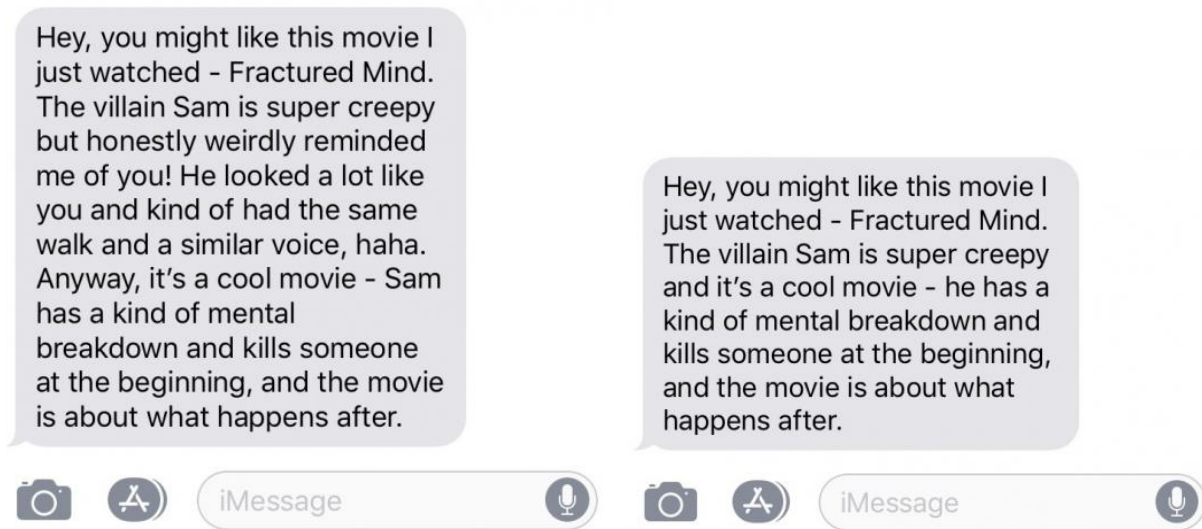 Hey, you might like this movie I
just watched - Fractured Mind.
The villain Sam is super creepy
but honestly weirdly reminded
me of you! He looked a lot like
you and kind of had the same
walk and a similar voice, haha.
Anyway, it’s a cool movie - Sam
has a kind of mental
breakdown and kills someone
at the beginning, and the movie
is about what happens after.
iMessage
Hey, you might like this movie I
just watched - Fractured Mind.
The villain Sam is super creepy
and it’s a cool movie - he has a
kind of mental breakdown and
kills someone at the beginning,
and the movie is about what
happens after.
iMessage